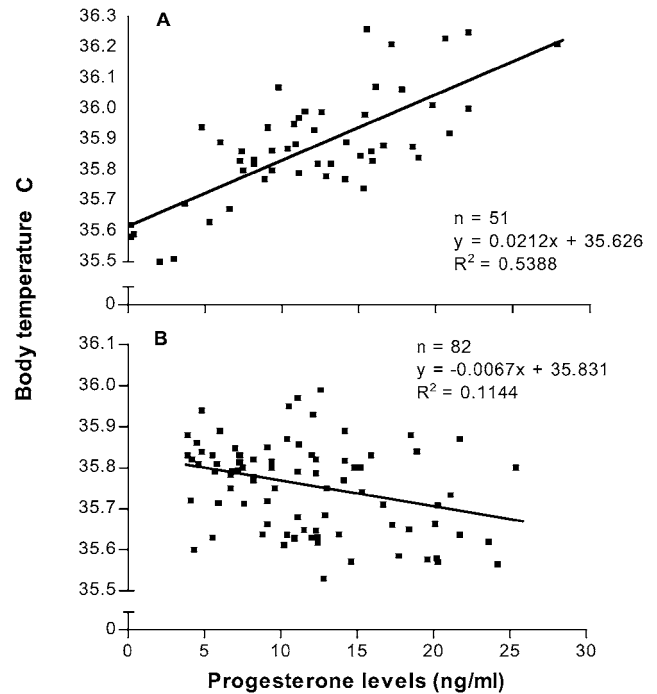 Body temperature C
A
36.3
36.2
36.1
36.0
35.9
35.8
35.7
35.6
35.5
0
n = 51
y = 0.0212x + 35.626
R² = 0.5388
B
36.1
36.0
35.9
35.8
35.7
35.6
35.5
0
n = 82
y = -0.0067x + 35.831
R² = 0.1144
0 5 10 15 20 25 30
Progesterone levels (ng/ml)